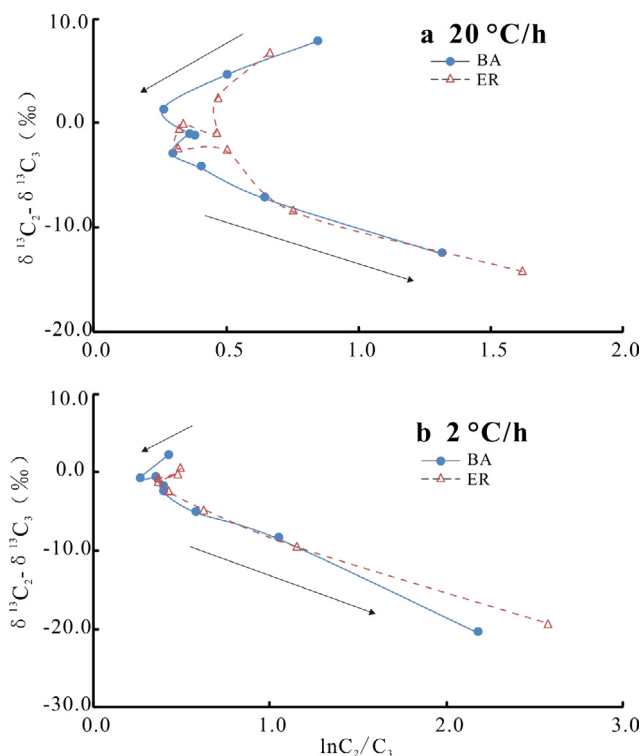 10.0
a 20 °C/h
BA
ER
0.0
-10.0
-20.0
δ ¹³C₂- δ ¹³C₃ (‰)
0.0 0.5 1.0 1.5 2.0
10.0
b 2 °C/h
BA
ER
0.0
-10.0
-20.0
-30.0
δ ¹³C₂- δ ¹³C₃ (‰)
0.0 1.0 2.0 3.0
lnC₂/C₃